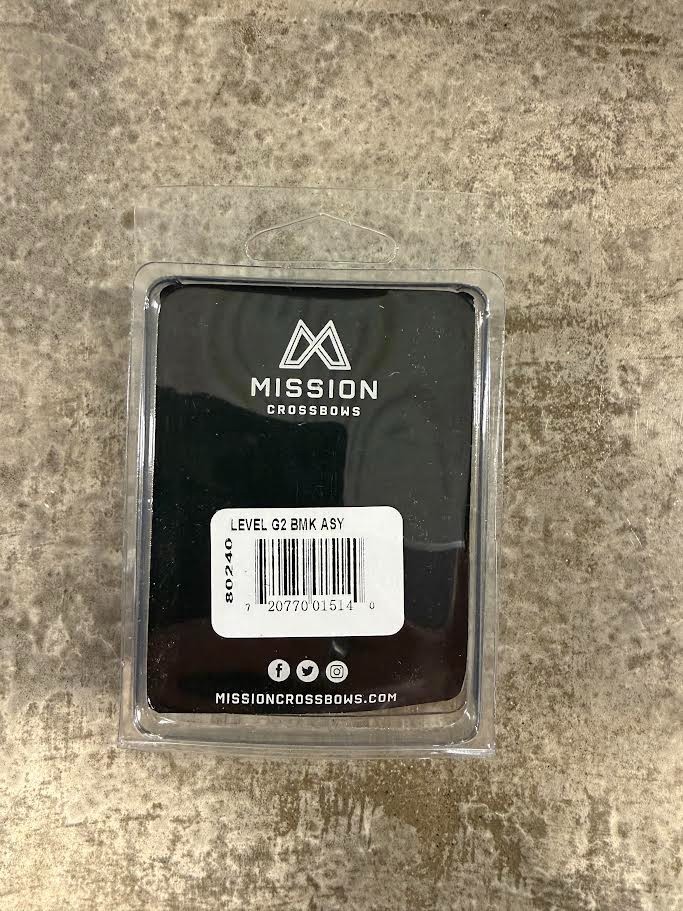 MISSION
CROSSBOWS
LEVEL G2 BMK ASY
80240
7 20770 01514 0
MISSIONCROSSBOWS.COM